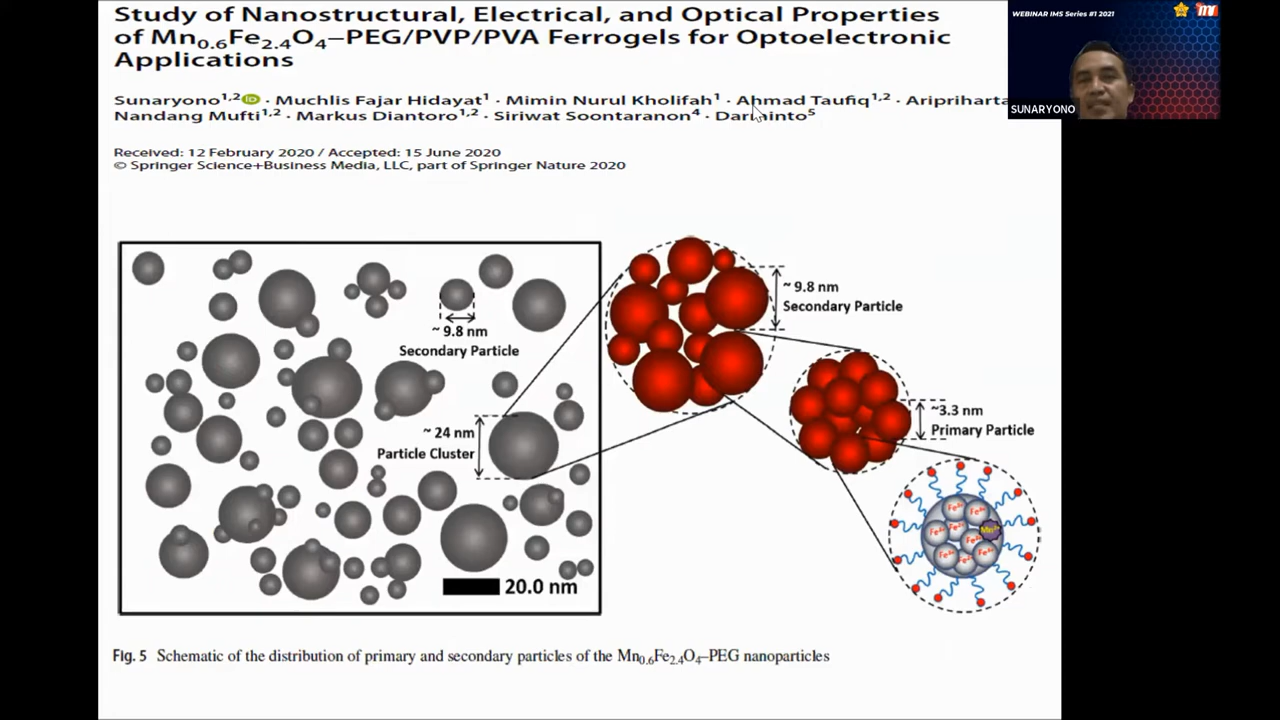 Study of Nanostructural, Electrical, and Optical Properties
of Mn0.6Fe2.4O4–PEG/PVP/PVA Ferrogels for Optoelectronic
Applications
Sunaryono1,2 iD · Muchlis Fajar Hidayat1 · Mimin Nurul Kholifah1 · Ahmad Taufiq1,2 · Aripriharta
Nandang Mufti1,2 · Markus Diantoro1,2 · Siriwat Soontaranon4 · Darminto5
Received: 12 February 2020 / Accepted: 15 June 2020
© Springer Science+Business Media, LLC, part of Springer Nature 2020
WEBINAR IMS Series #1 2021
SUNARYONO
~ 9.8 nm
Secondary Particle
~ 24 nm
Particle Cluster
20.0 nm
~ 9.8 nm
Secondary Particle
~3.3 nm
Primary Particle
Fig. 5 Schematic of the distribution of primary and secondary particles of the Mn0.6Fe2.4O4–PEG nanoparticles